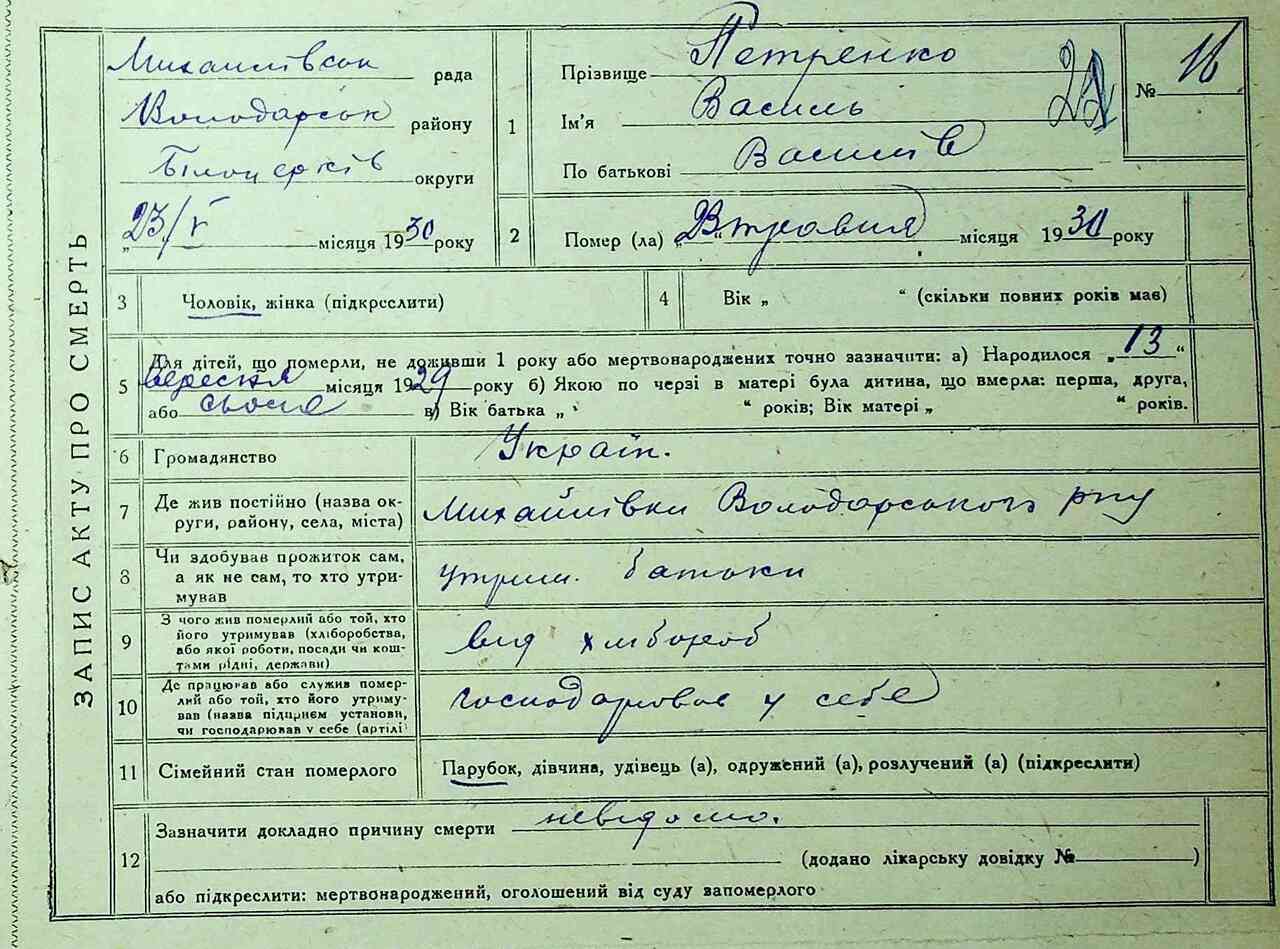 ЗАПИС АКТУ ПРО СМЕРТЬ
Михайлівськ рада
Володарськ району
Білоцерків округи
„23/V місяця 1930 року
1
Прізвище Петренко
Ім'я Василь
По батькові Василів
22
№ 16
2
Помер (ла) „23" травня місяця 1930 року
3 Чоловік, жінка (підкреслити)
4 Вік „ “ (скільки повних років має)
5 Для дітей, що померли, не доживши 1 року або мертвонароджених точно зазначити: а) Народилося „13“
вересня місяця 1929 року б) Якою по черзі в матері була дитина, що вмерла: перша, друга,
або сьома в) Вік батька „ “ років; Вік матері „ “ років.
6 Громадянство Україн.
7 Де жив постійно (назва округи, району, села, міста) Михайлівки Володарського р-ну
8 Чи здобував прожиток сам, а як не сам, то хто утримував утрим. батьки
9 З чого жив померлий або той, хто його утримував (хліборобства, або якої роботи, посади чи коштами рідні, держави) від хлібороб
10 Де працював або служив померлий або той, хто його утримував (назва підприєм установи, чи господарював у себе (артілі) господарював у себе
11 Сімейний стан померлого Парубок, дівчина, удівець (а), одружений (а), розлучений (а) (підкреслити)
12 Зазначити докладно причину смерти невідомо.
(додано лікарську довідку № )
або підкреслити: мертвонароджений, оголошений від суду запомерлого